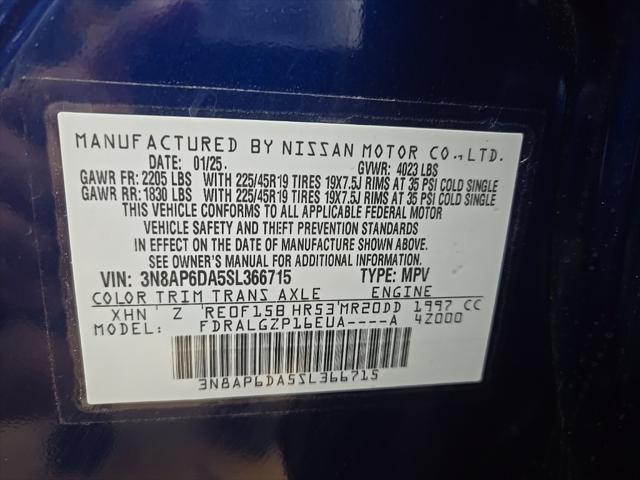 MANUFACTURED BY NISSAN MOTOR CO., LTD.
DATE: 01/25. GVWR: 4023 LBS
GAWR FR: 2205 LBS WITH 225/45R19 TIRES 19X7.5J RIMS AT 35 PSI COLD SINGLE
GAWR RR: 1830 LBS WITH 225/45R19 TIRES 19X7.5J RIMS AT 35 PSI COLD SINGLE
THIS VEHICLE CONFORMS TO ALL APPLICABLE FEDERAL MOTOR
VEHICLE SAFETY AND THEFT PREVENTION STANDARDS
IN EFFECT ON THE DATE OF MANUFACTURE SHOWN ABOVE.
SEE OWNER'S MANUAL FOR ADDITIONAL INFORMATION.
VIN: 3N8AP6DA5SL366715 TYPE: MPV
COLOR TRIM TRANS AXLE ENGINE
XHN Z RE0F15B HR53 MR20DD 1997 CC
MODEL FDRALGZP16EUA----A 4Z000
3N8AP6DA5SL366715